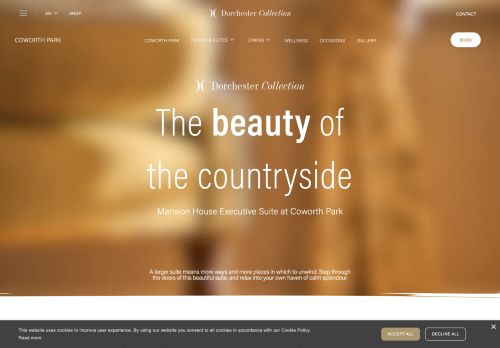 EN
SHOP
Dorchester Collection
CONTACT
COWORTH PARK
COWORTH PARK
ROOMS & SUITES
DINING
WELLNESS
OCCASIONS
GALLERY
BOOK
Dorchester Collection
The beauty of
the countryside
Mansion House Executive Suite at Coworth Park
A larger suite means more ways and more places in which to unwind. Step through
the doors of this beautiful suite, and relax into your own haven of calm splendour.
This website uses cookies to improve user experience. By using our website you consent to all cookies in accordance with our Cookie Policy.
Read more
ACCEPT ALL
DECLINE ALL